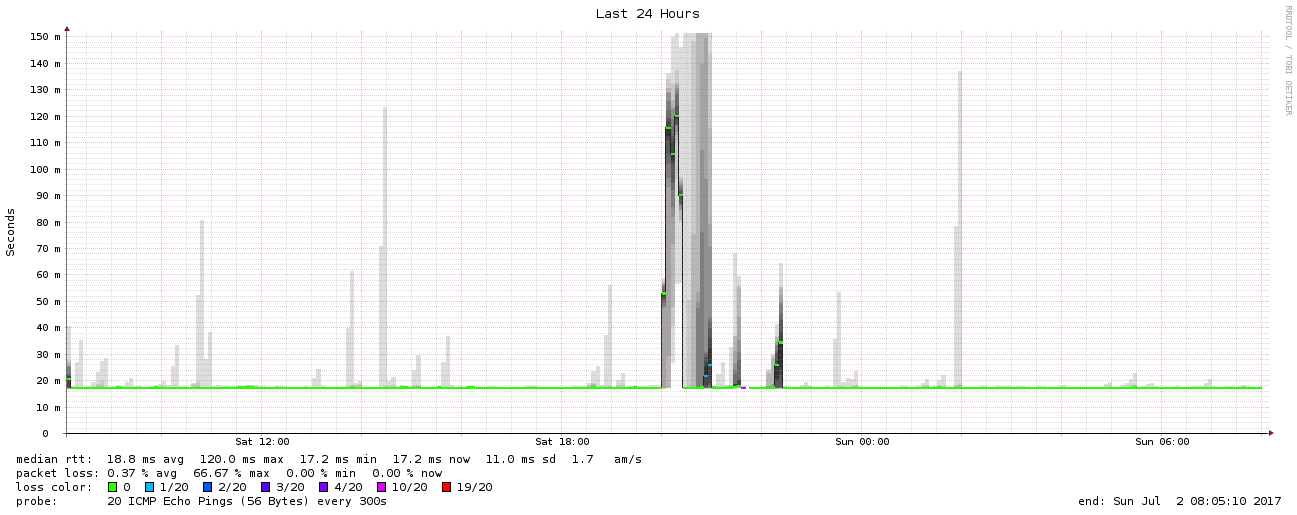 Last 24 Hours
RRDTOOL / TOBI OETIKER
Seconds
150 m
140 m
130 m
120 m
110 m
100 m
90 m
80 m
70 m
60 m
50 m
40 m
30 m
20 m
10 m
0
Sat 12:00 Sat 18:00 Sun 00:00 Sun 06:00
median rtt: 18.8 ms avg 120.0 ms max 17.2 ms min 17.2 ms now 11.0 ms sd 1.7 am/s
packet loss: 0.37 % avg 66.67 % max 0.00 % min 0.00 % now
loss color: 0 1/20 2/20 3/20 4/20 10/20 19/20
probe: 20 ICMP Echo Pings (56 Bytes) every 300s end: Sun Jul 2 08:05:10 2017